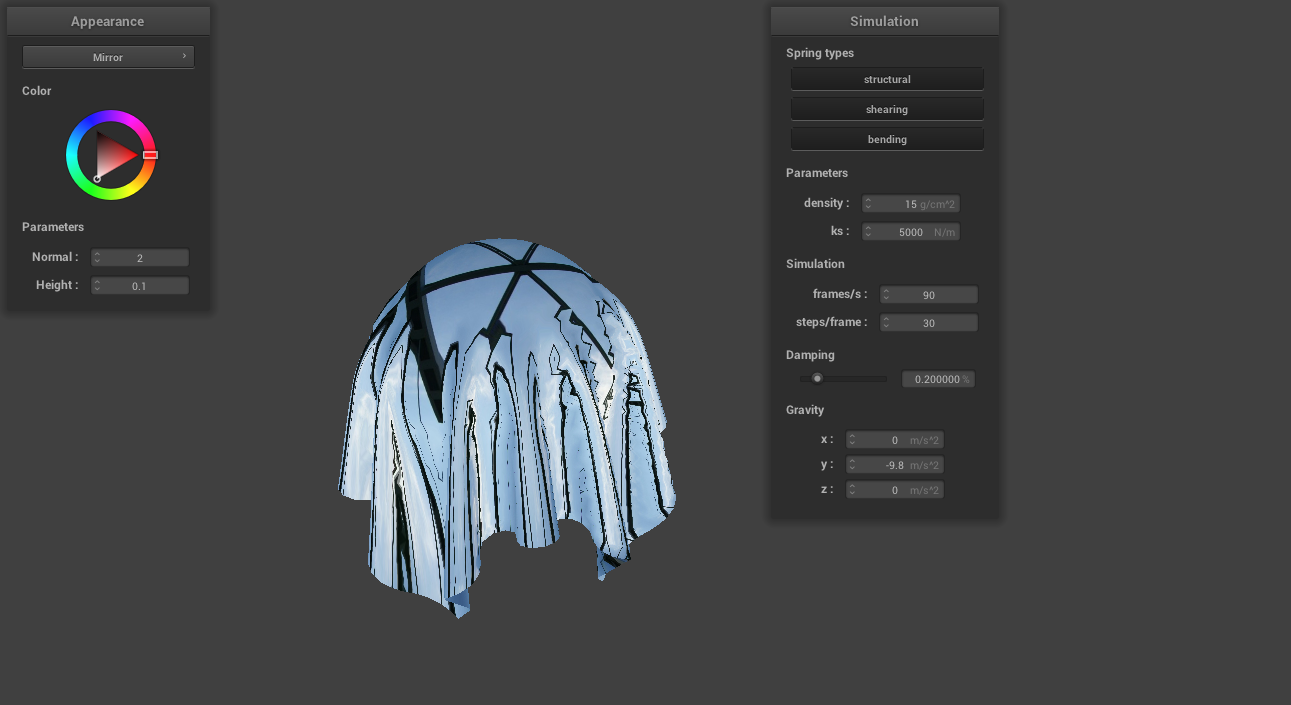 Appearance
Mirror
Color
Parameters
Normal : 2
Height : 0.1
Simulation
Spring types
structural
shearing
bending
Parameters
density : 15 g/cm^2
ks : 5000 N/m
Simulation
frames/s : 90
steps/frame : 30
Damping
0.200000 %
Gravity
x : 0 m/s^2
y : -9.8 m/s^2
z : 0 m/s^2